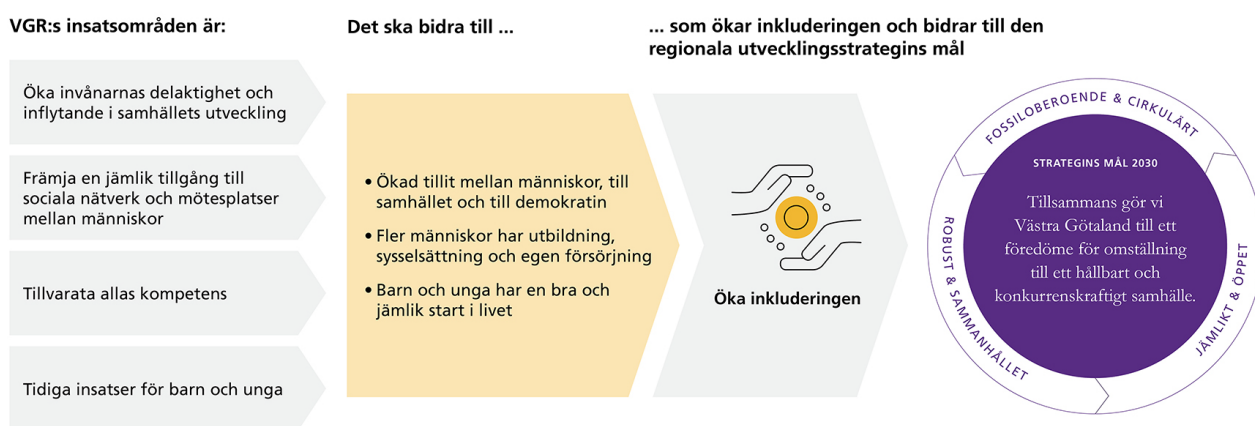 VGR:s insatsområden är:
Öka invånarnas delaktighet och
inflytande i samhällets utveckling
Främja en jämlik tillgång till
sociala nätverk och mötesplatser
mellan människor
Tillvarata allas kompetens
Tidiga insatser för barn och unga
Det ska bidra till ...
• Ökad tillit mellan människor, till
samhället och till demokratin
• Fler människor har utbildning,
sysselsättning och egen försörjning
• Barn och unga har en bra och
jämlik start i livet
... som ökar inkluderingen och bidrar till den
regionala utvecklingsstrategins mål
Öka inkluderingen
FOSSILOBEROENDE & CIRKULÄRT
JÄMLIKT & ÖPPET
ROBUST & SAMMANHÅLLET
STRATEGINS MÅL 2030
Tillsammans gör vi
Västra Götaland till ett
föredöme för omställning
till ett hållbart och
konkurrenskraftigt samhälle.